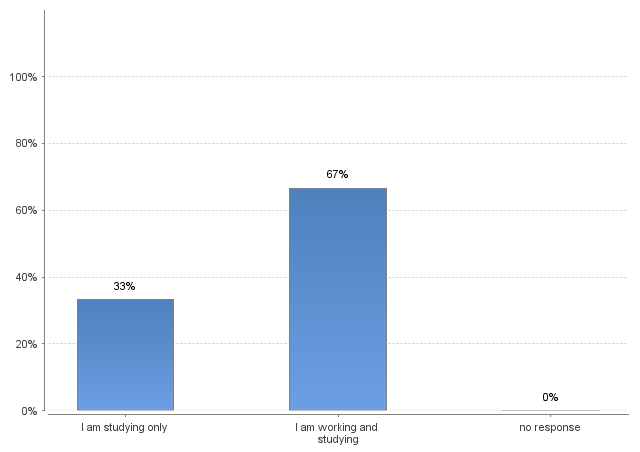 100%
80%
60%
40%
20%
0%
33%
67%
0%
I am studying only
I am working and
studying
no response